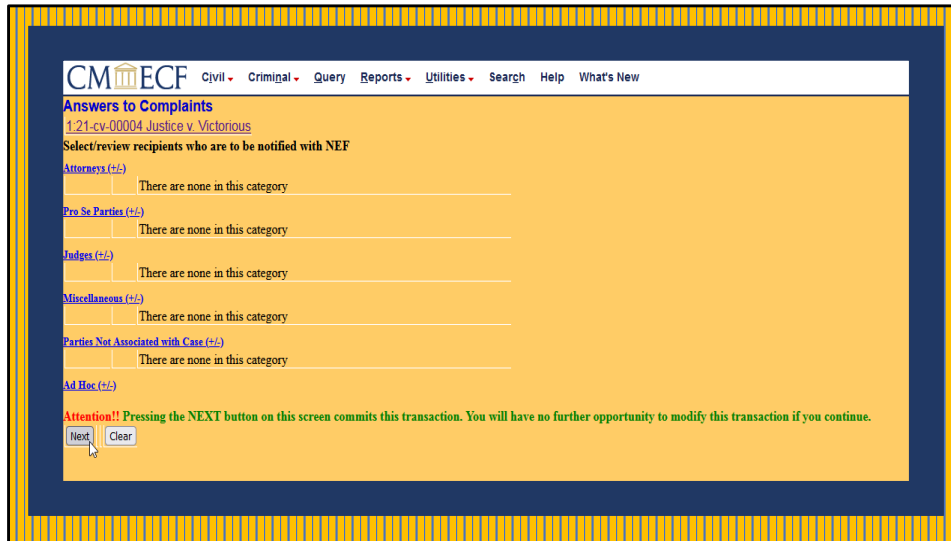 CM ECF Civil Criminal Query Reports Utilities Search Help What's New
Answers to Complaints
1:21-cv-00004 Justice v. Victorious
Select/review recipients who are to be notified with NEF
Attorneys (+/-)
There are none in this category
Pro Se Parties (+/-)
There are none in this category
Judges (+/-)
There are none in this category
Miscellaneous (+/-)
There are none in this category
Parties Not Associated with Case (+/-)
There are none in this category
Ad Hoc (+/-)
Attention!! Pressing the NEXT button on this screen commits this transaction. You will have no further opportunity to modify this transaction if you continue.
Next Clear